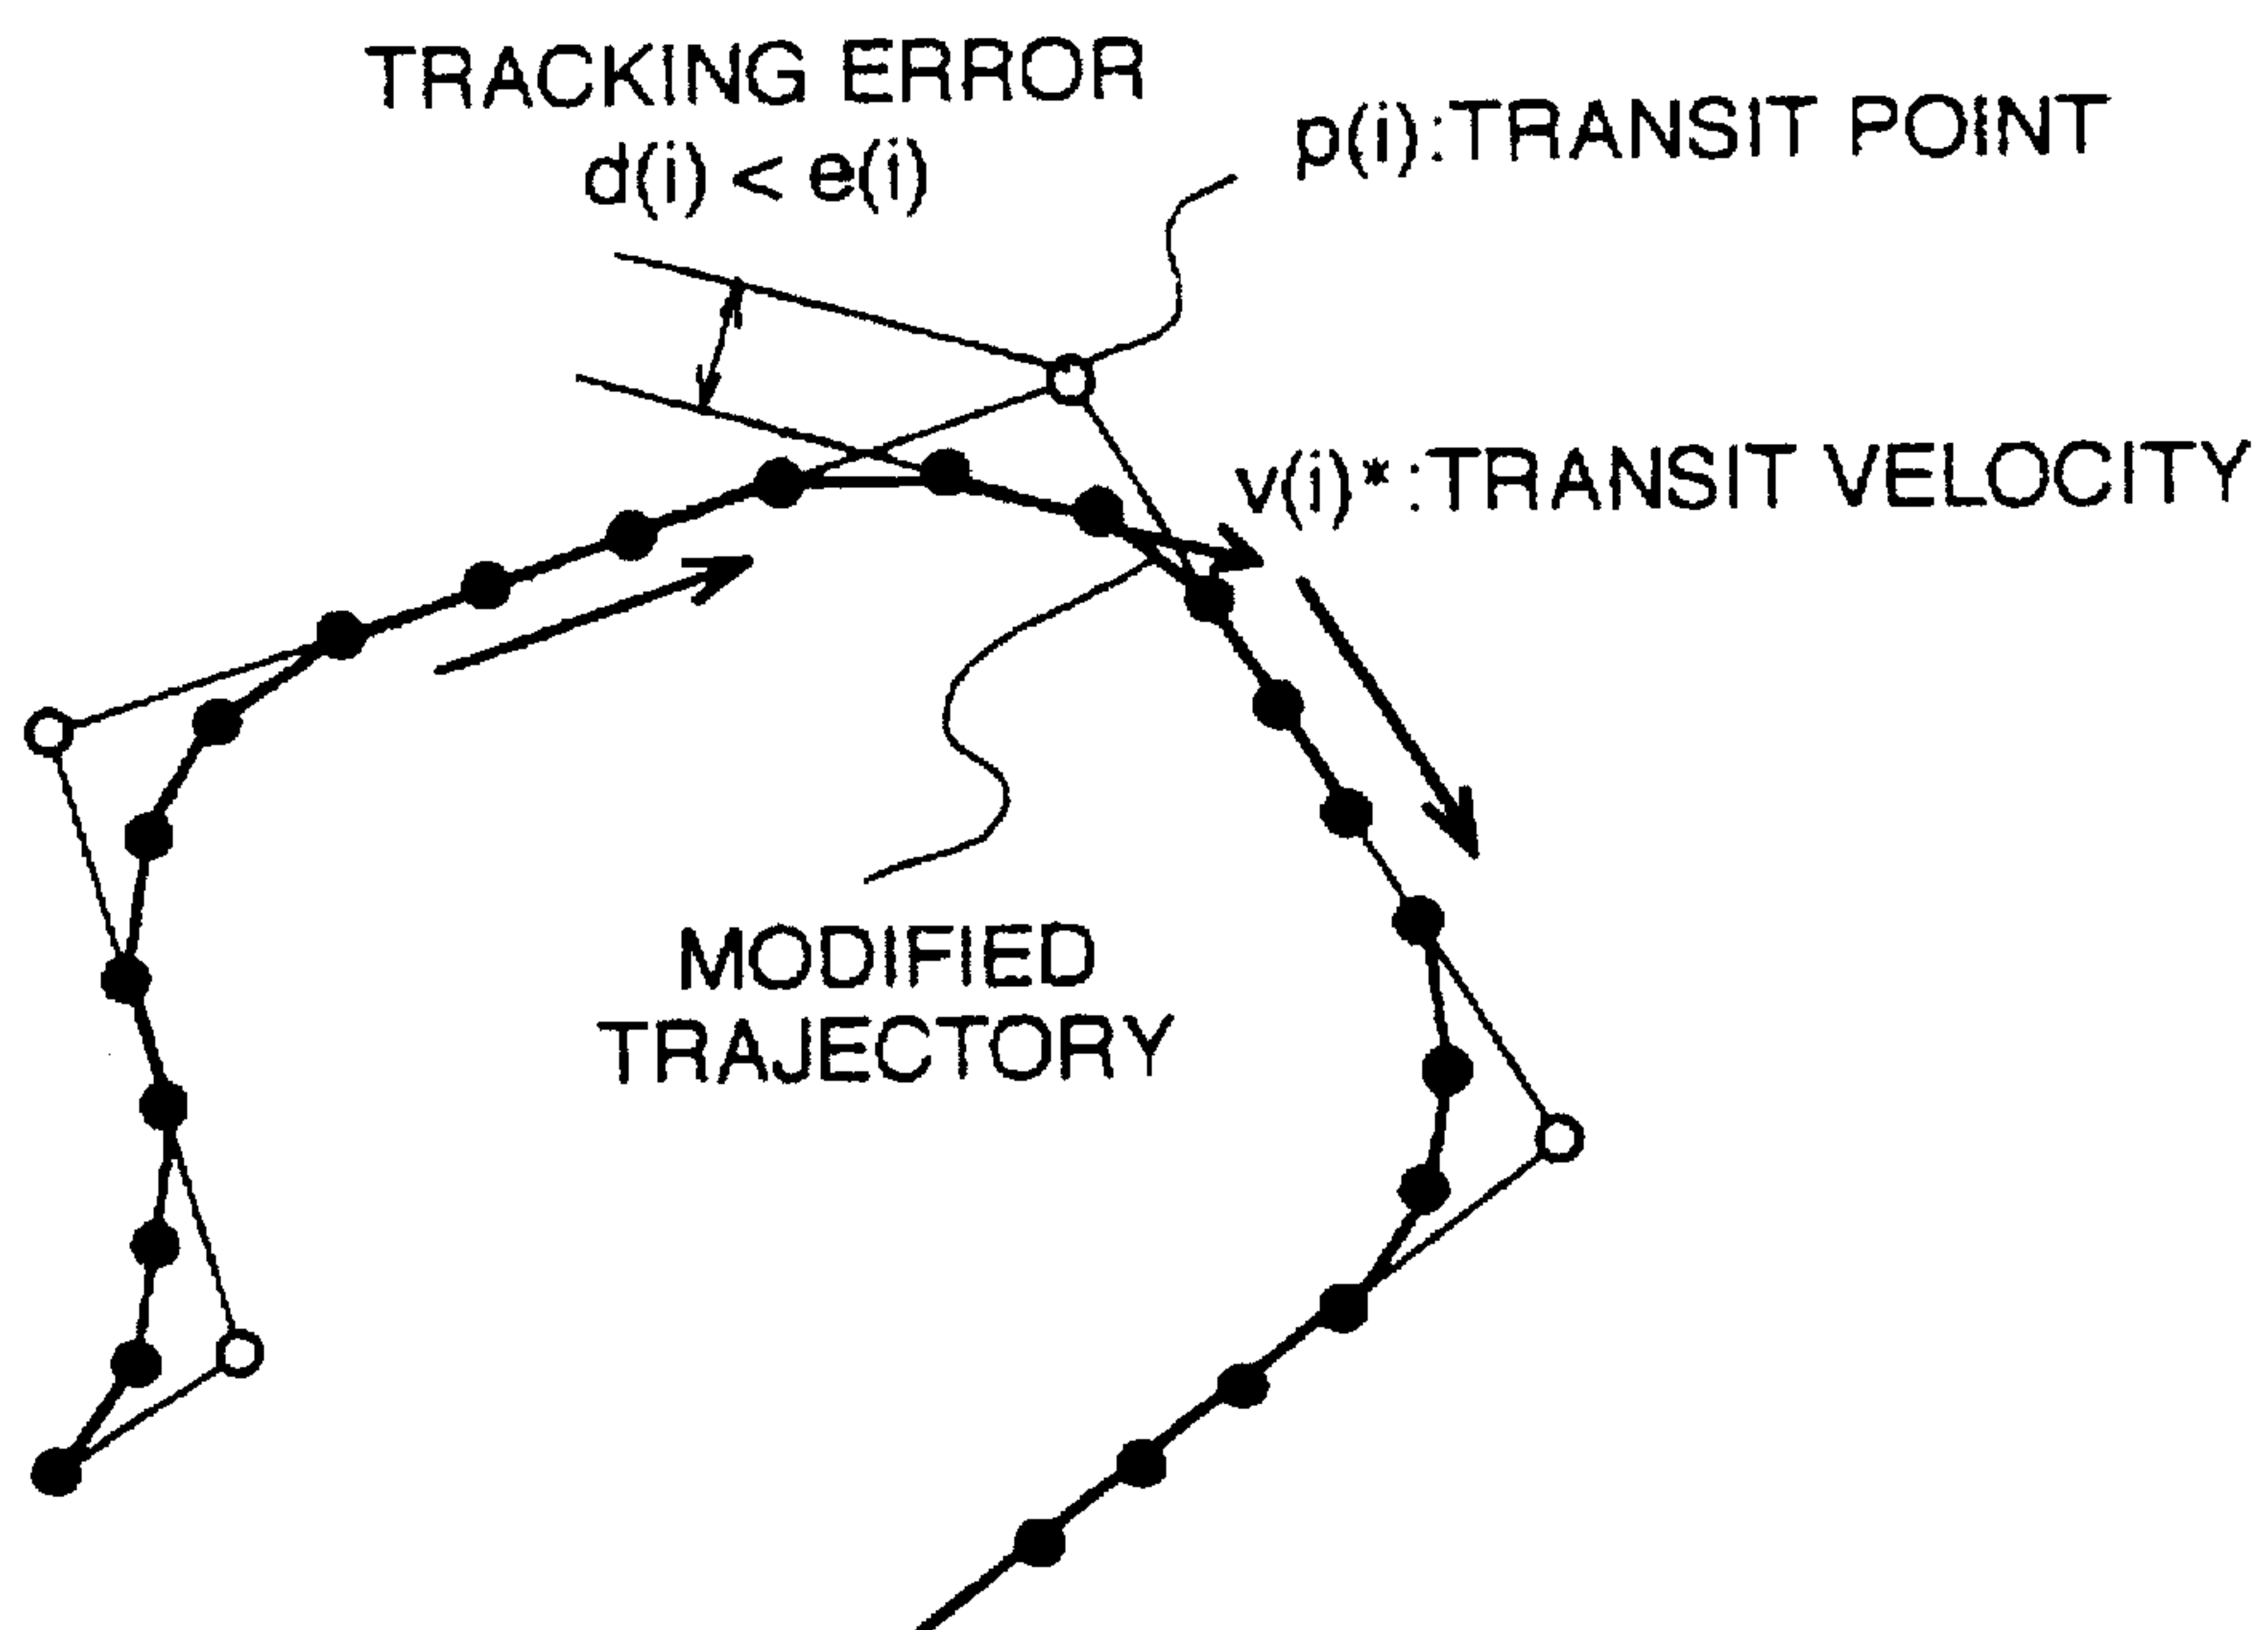 TRACKING ERROR
d(i) < e(i)
p(i):TRANSIT POINT
v(i)* :TRANSIT VELOCITY
MODIFIED
TRAJECTORY